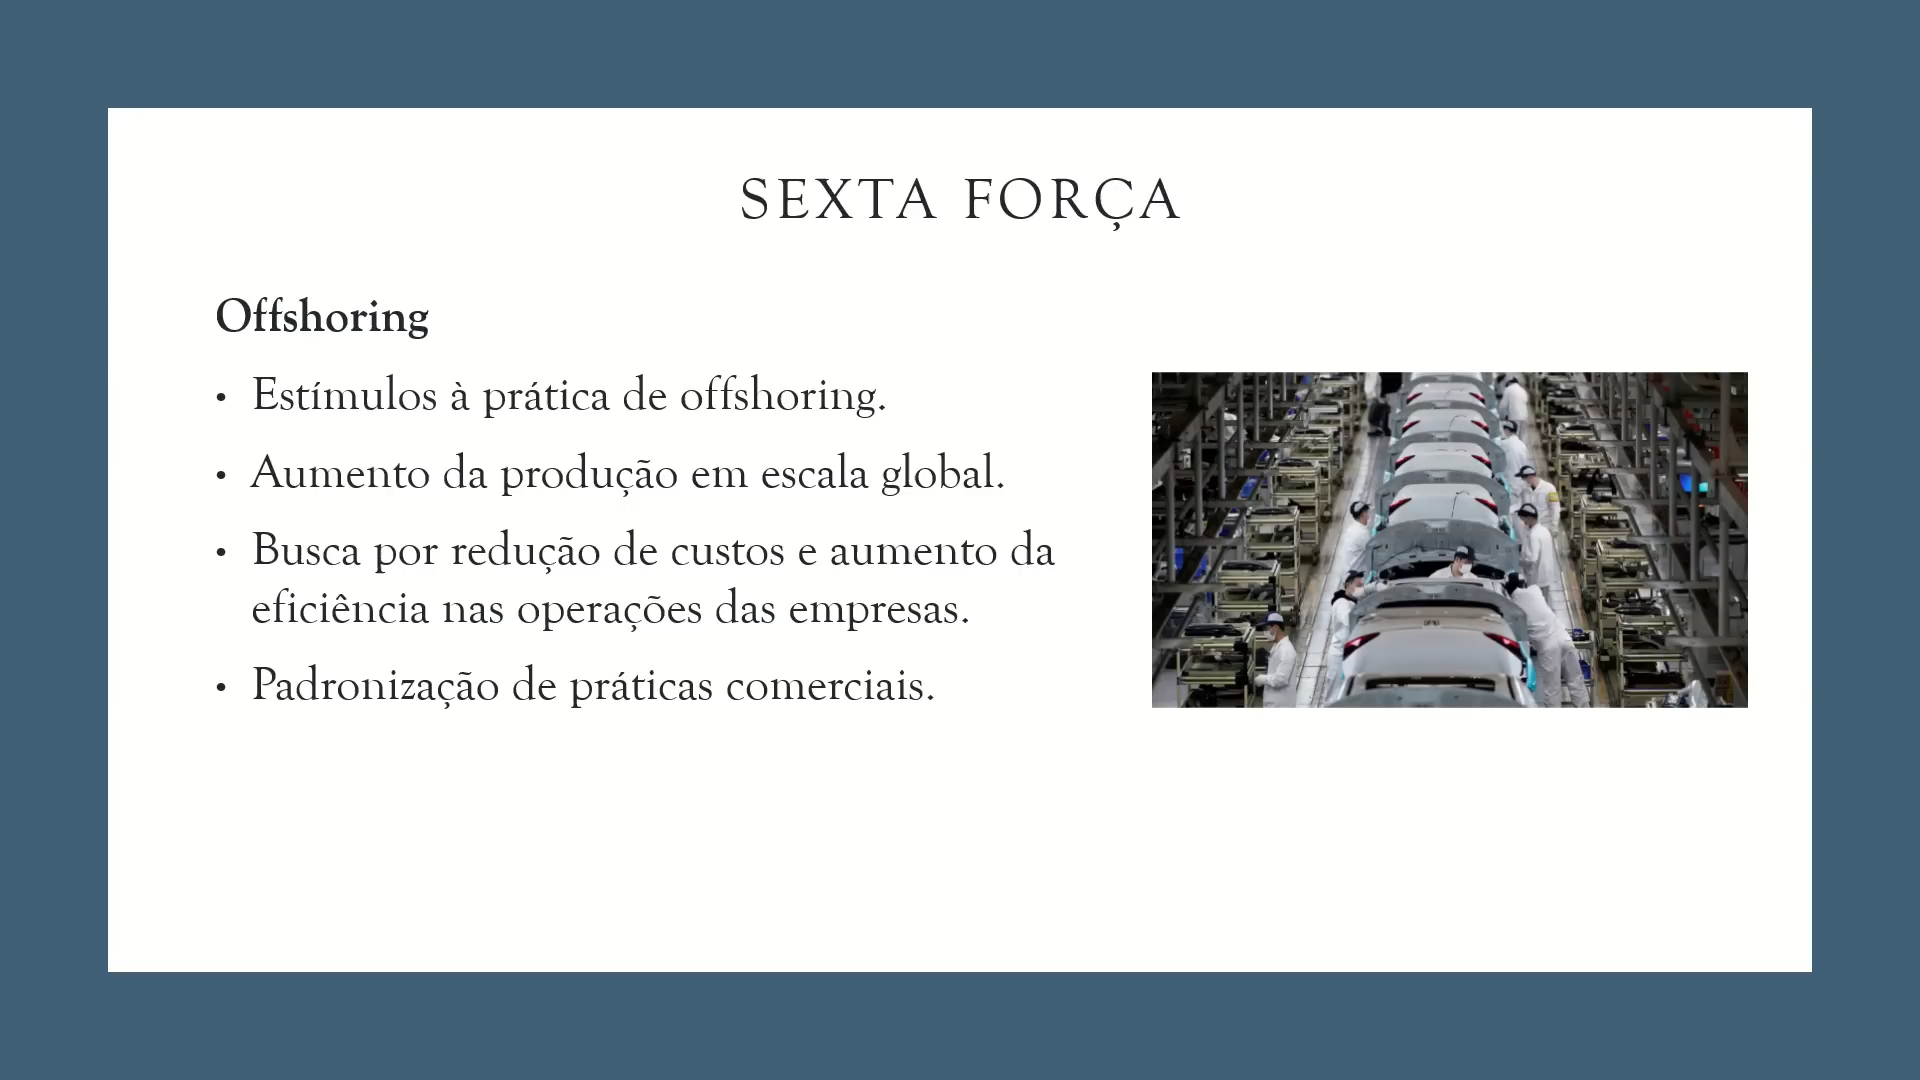 SEXTA FORÇA
Offshoring
• Estímulos à prática de offshoring.
• Aumento da produção em escala global.
• Busca por redução de custos e aumento da
eficiência nas operações das empresas.
• Padronização de práticas comerciais.